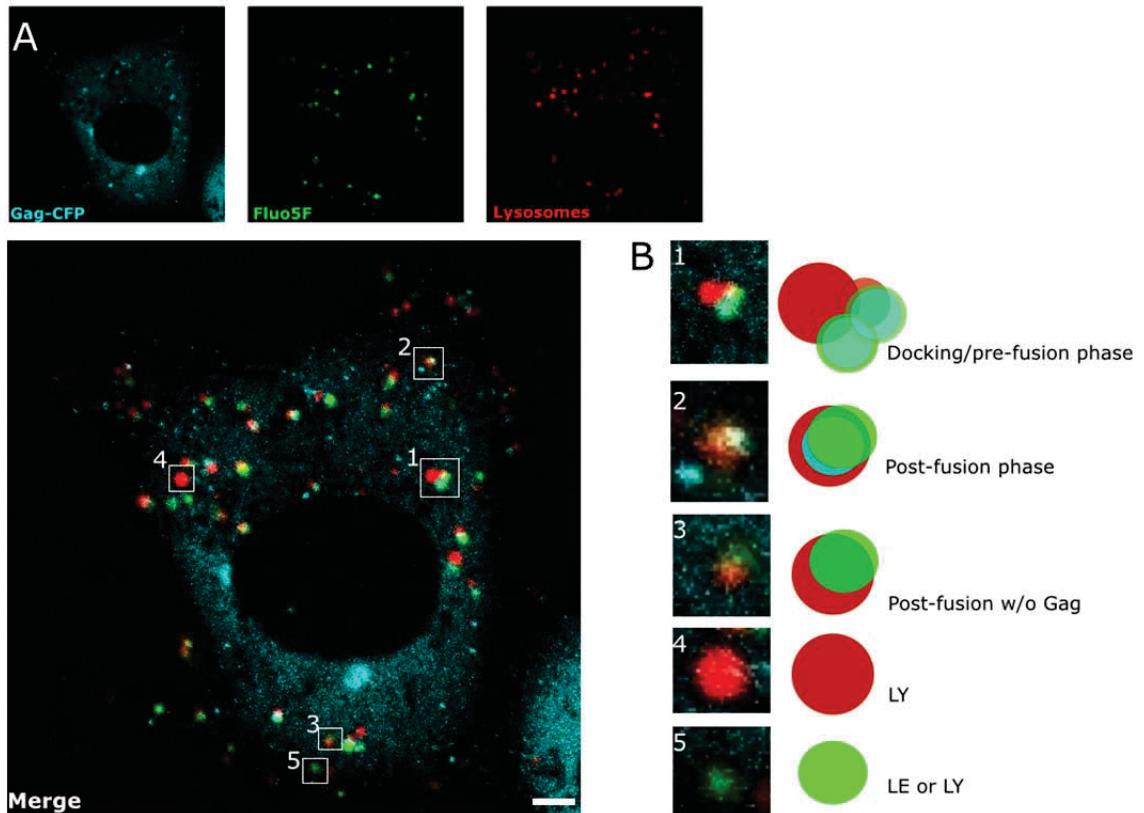 A
Gag-CFP
Fluo5F
Lysosomes
2
4
1
3
5
Merge
B
1
Docking/pre-fusion phase
2
Post-fusion phase
3
Post-fusion w/o Gag
4
LY
5
LE or LY